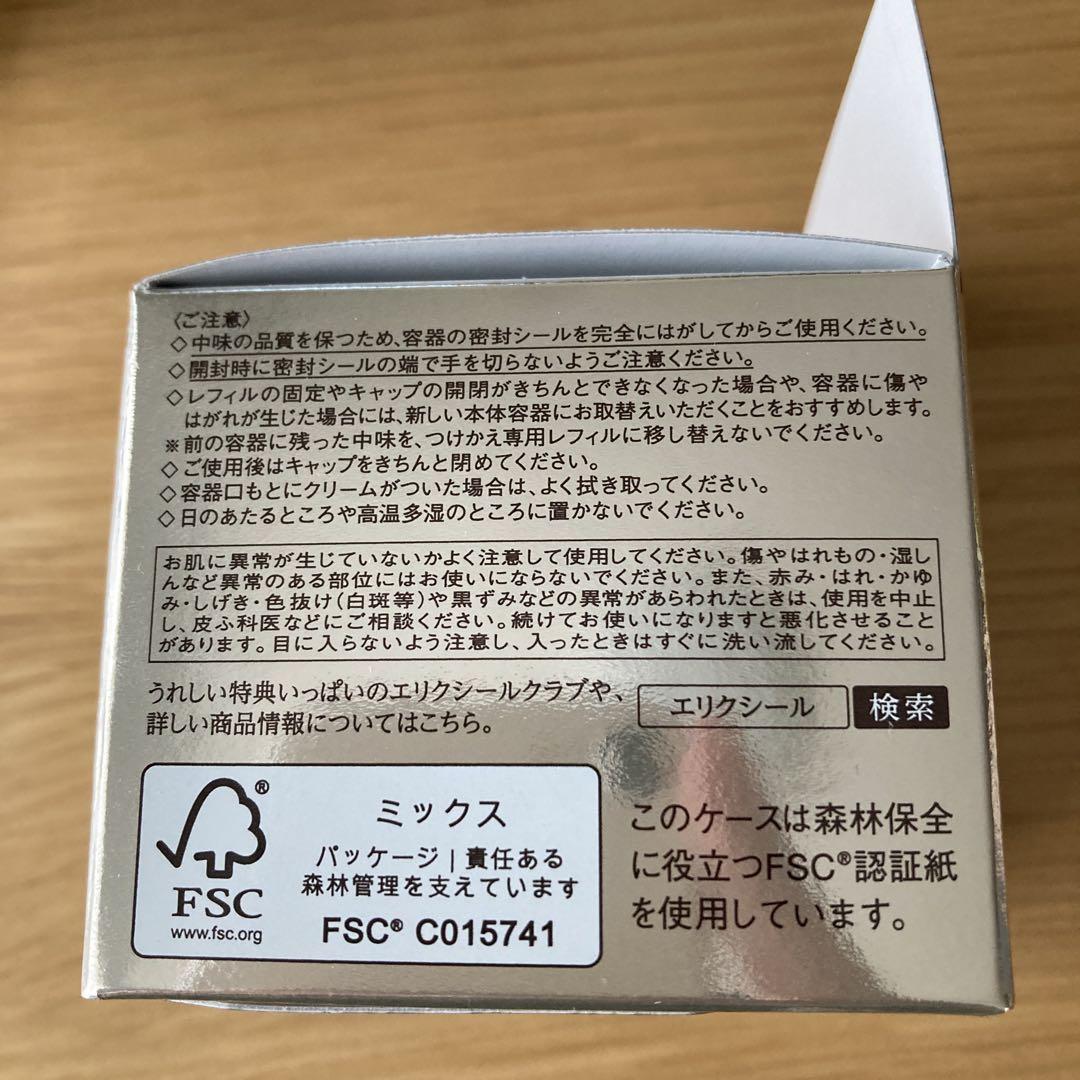 〈ご注意〉
◇中味の品質を保つため、容器の密封シールを完全にはがしてからご使用ください。
◇開封時に密封シールの端で手を切らないようご注意ください。
◇レフィルの固定やキャップの開閉がきちんとできなくなった場合や、容器に傷や
はがれが生じた場合には、新しい本体容器にお取替えいただくことをおすすめします。
※前の容器に残った中味を、つけかえ専用レフィルに移し替えないでください。
◇ご使用後はキャップをきちんと閉めてください。
◇容器口もとにクリームがついた場合は、よく拭き取ってください。
◇日のあたるところや高温多湿のところに置かないでください。
お肌に異常が生じていないかよく注意して使用してください。傷やはれもの・湿し
んなど異常のある部位にはお使いにならないでください。また、赤み・はれ・かゆ
み・しげき・色抜け(白斑等)や黒ずみなどの異常があらわれたときは、使用を中止
し、皮ふ科医などにご相談ください。続けてお使いになりますと悪化させること
があります。目に入らないよう注意し、入ったときはすぐに洗い流してください。
うれしい特典いっぱいのエリクシールクラブや、
詳しい商品情報についてはこちら。
エリクシール 検索
®
FSC
www.fsc.org
ミックス
パッケージ|責任ある
森林管理を支えています
FSC® C015741
このケースは森林保全
に役立つFSC®認証紙
を使用しています。